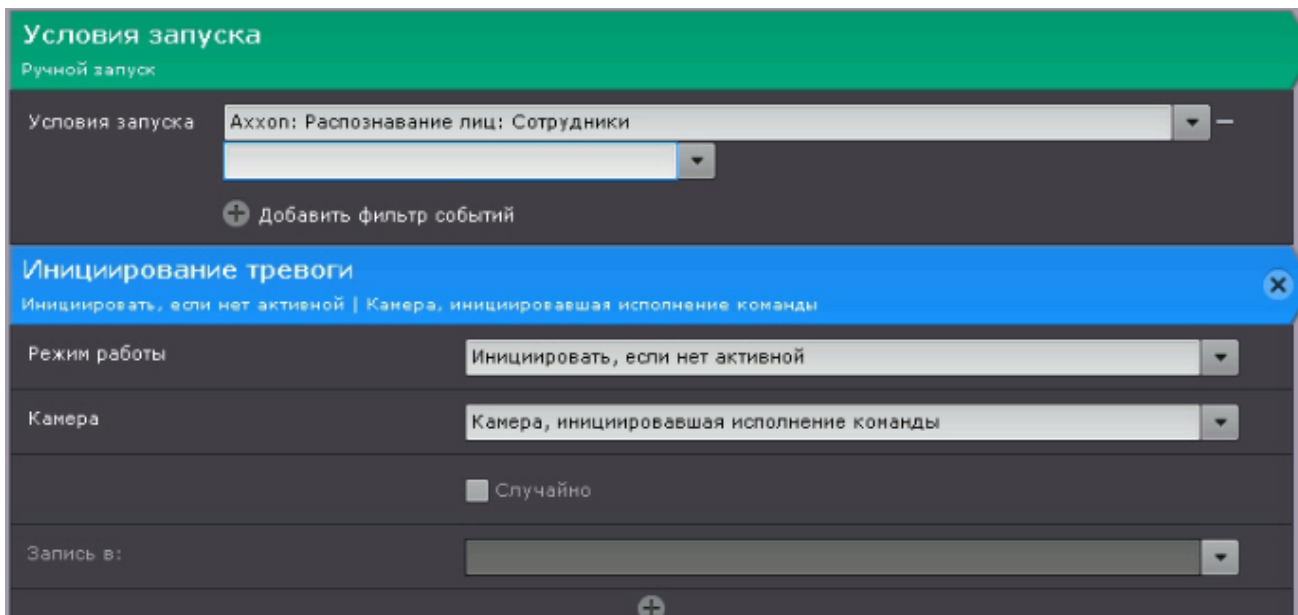 Условия запуска
Ручной запуск
Условия запуска Axxon: Распознавание лиц: Сотрудники
Добавить фильтр событий
Инициирование тревоги
Инициировать, если нет активной | Камера, инициировавшая исполнение команды
Режим работы Инициировать, если нет активной
Камера Камера, инициировавшая исполнение команды
Случайно
Запись в: